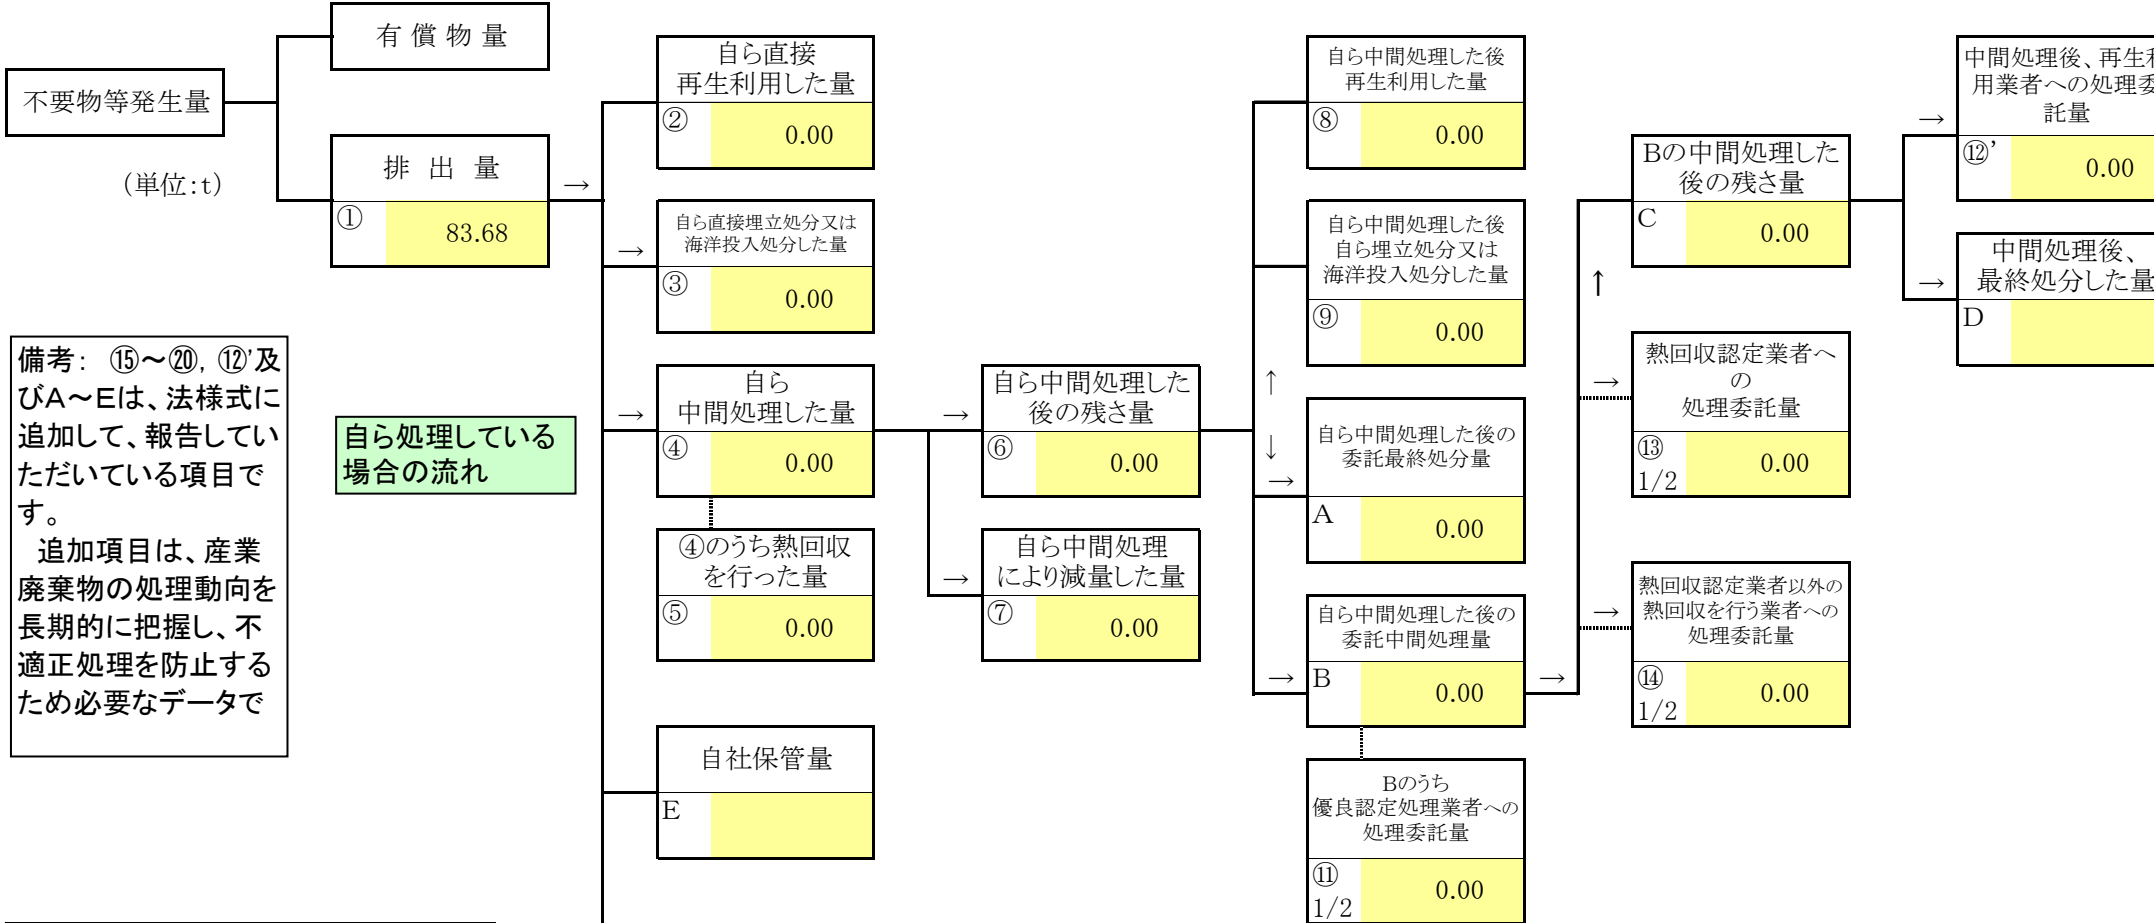 不要物等発生量
(単位:t)
有 償 物 量
排 出 量
①
83.68
→
備考: ⑮～⑳, ⑫'及
びA～Eは、法様式に
追加して、報告してい
ただいている項目で
す。
追加項目は、産業
廃棄物の処理動向を
長期的に把握し、不
適正処理を防止する
ため必要なデータで
自ら処理している
場合の流れ
自ら直接
再生利用した量
②
0.00
→
自ら直接埋立処分又は
海洋投入処分した量
③
0.00
→
自ら
中間処理した量
④
0.00
④のうち熱回収
を行った量
⑤
0.00
自社保管量
E
→
自ら中間処理した
後の残さ量
⑥
0.00
→
自ら中間処理
により減量した量
⑦
0.00
自ら中間処理した後
再生利用した量
⑧
0.00
自ら中間処理した後
自ら埋立処分又は
海洋投入処分した量
⑨
0.00
↑
↓
→
自ら中間処理した後の
委託最終処分量
A
0.00
→
自ら中間処理した後の
委託中間処理量
B
0.00
→
Bのうち
優良認定処理業者への
処理委託量
⑪
1/2
0.00
Bの中間処理した
後の残さ量
C
0.00
↑
→
熱回収認定業者へ
の
処理委託量
⑬
1/2
0.00
→
熱回収認定業者以外の
熱回収を行う業者への
処理委託量
⑭
1/2
0.00
→
中間処理後、再生利
用業者への処理委
託量
⑫'
0.00
→
中間処理後、
最終処分した量
D